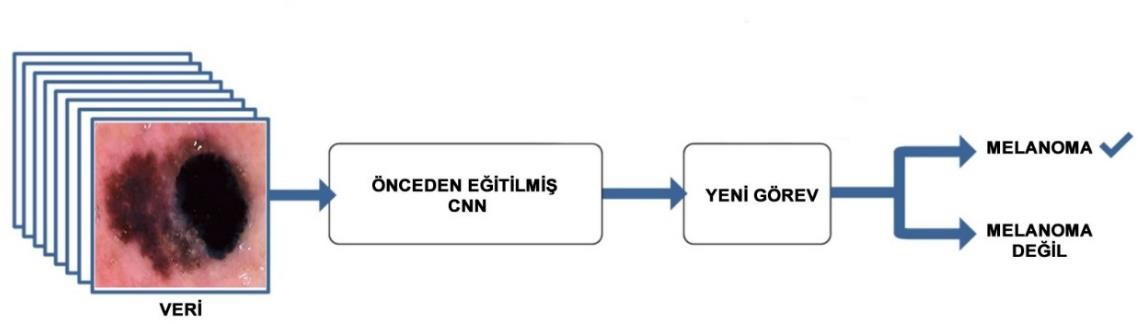 VERİ
ÖNCEDEN EĞİTİLMİŞ
CNN
YENİ GÖREV
MELANOMA
MELANOMA
DEĞİL